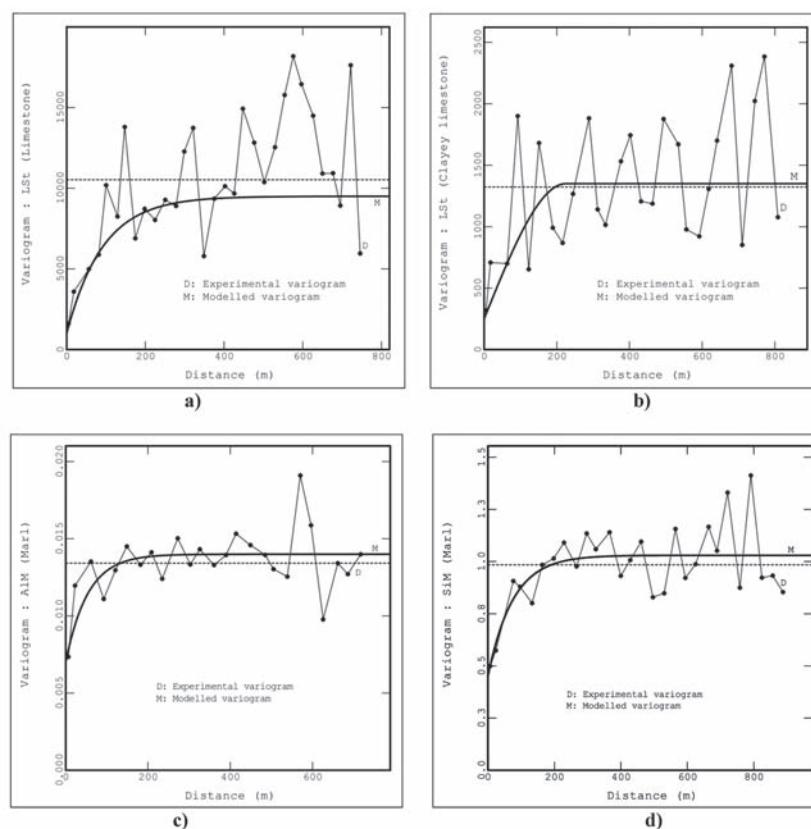 Variogram : LSt (Limestone)
15000
10000
5000
0
M
D
D: Experimental variogram
M: Modelled variogram
0
200
400
600
800
Distance (m)
a)
Variogram : LSt (Clayey limestone)
2500
2000
1500
1000
500
0
M
D
D: Experimental variogram
M: Modelled variogram
0
200
400
600
800
Distance (m)
b)
Variogram : AlM (Marl)
0.020
0.015
0.010
0.005
0.000
M
D
D: Experimental variogram
M: Modelled variogram
0
200
400
600
Distance (m)
c)
Variogram : SiM (Marl)
1.5
1.3
1.0
0.8
0.5
0.3
.0
M
D
D: Experimental variogram
M: Modelled variogram
0
200
400
600
800
Distance (m)
d)